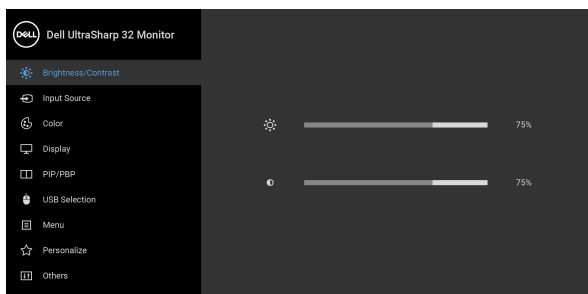 DELL
Dell UltraSharp 32 Monitor
Brightness/Contrast
Input Source
Color
Display
PIP/PBP
USB Selection
Menu
Personalize
Others
75%
75%